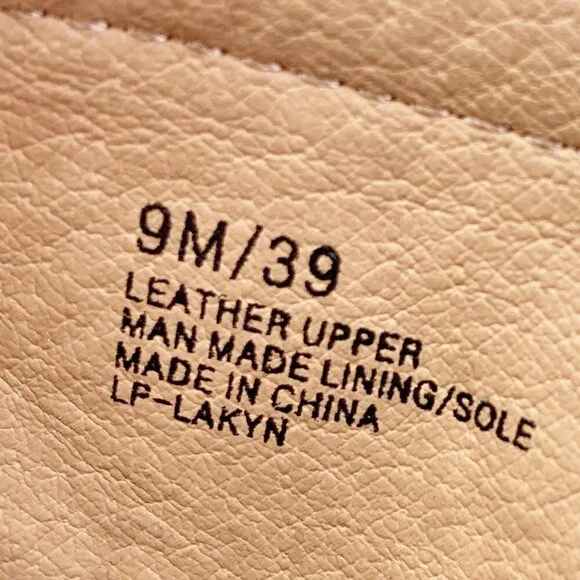 9M/39
LEATHER UPPER
MAN MADE LINING/SOLE
MADE IN CHINA
LP-LAKYN